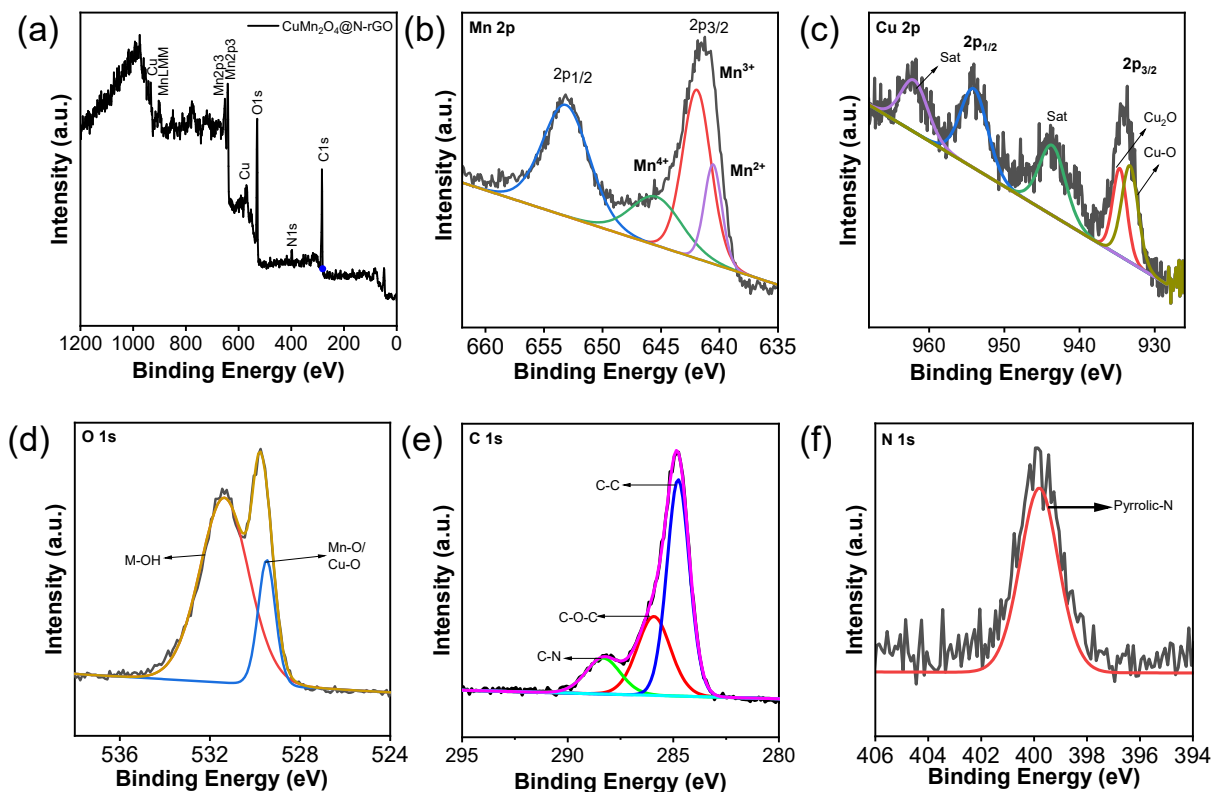 (a)
CuMn₂O₄@N-rGO
Cu
MnLMM
Mn2p3
Mn2p3
O1s
C1s
Cu
N1s
Intensity (a.u.)
1200 1000 800 600 400 200 0
Binding Energy (eV)
(b)
Mn 2p
2p3/2
2p1/2
Mn³⁺
Mn⁴⁺
Mn²⁺
Intensity (a.u.)
660 655 650 645 640 635
Binding Energy (eV)
(c)
Cu 2p
Sat
2p₁/₂
2p₃/₂
Sat
Cu₂O
Cu-O
Intensity (a.u.)
960 950 940 930
Binding Energy (eV)
(d)
O 1s
M-OH
Mn-O/
Cu-O
Intensity (a.u.)
536 532 528 524
Binding Energy (eV)
(e)
C 1s
C-C
C-O-C
C-N
Intensity (a.u.)
295 290 285 280
Binding Energy (eV)
(f)
N 1s
Pyrrolic-N
Intensity (a.u.)
406 404 402 400 398 396 394
Binding Energy (eV)